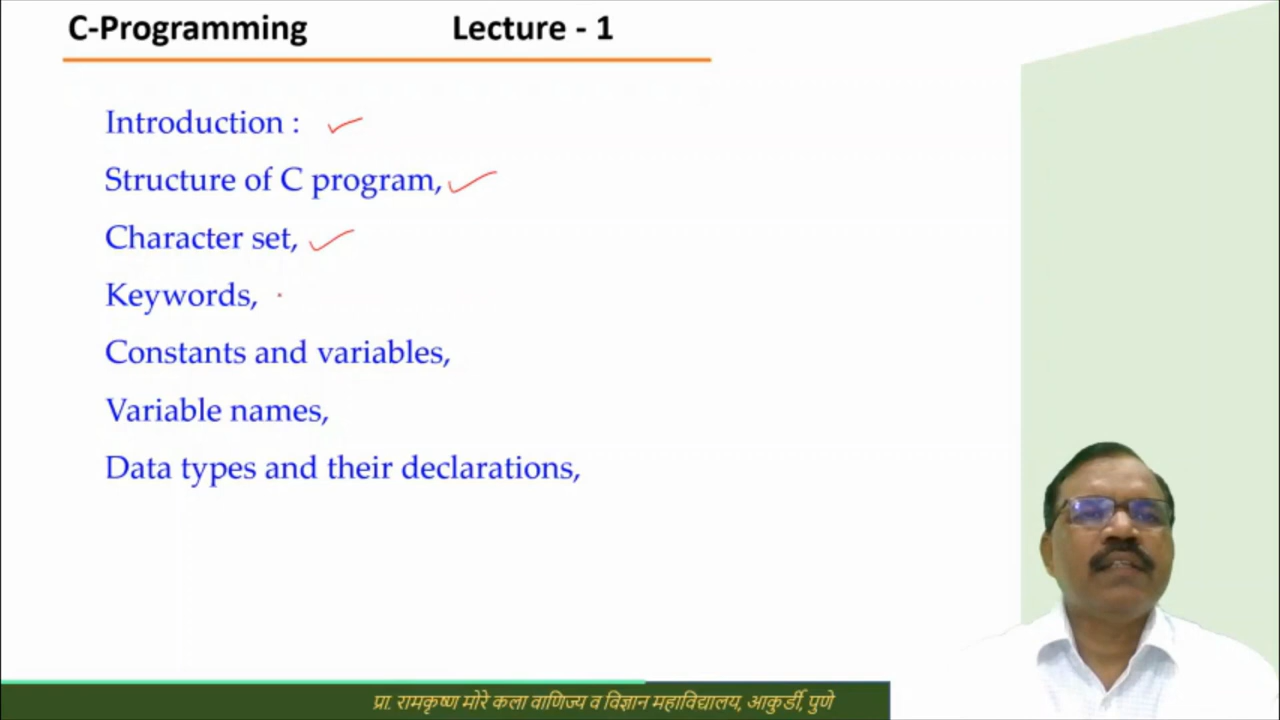 C-Programming Lecture - 1
Introduction :
Structure of C program,
Character set,
Keywords,
Constants and variables,
Variable names,
Data types and their declarations,
प्रा. रामकृष्ण मोरे कला वाणिज्य व विज्ञान महाविद्यालय, आकुर्डी, पुणे